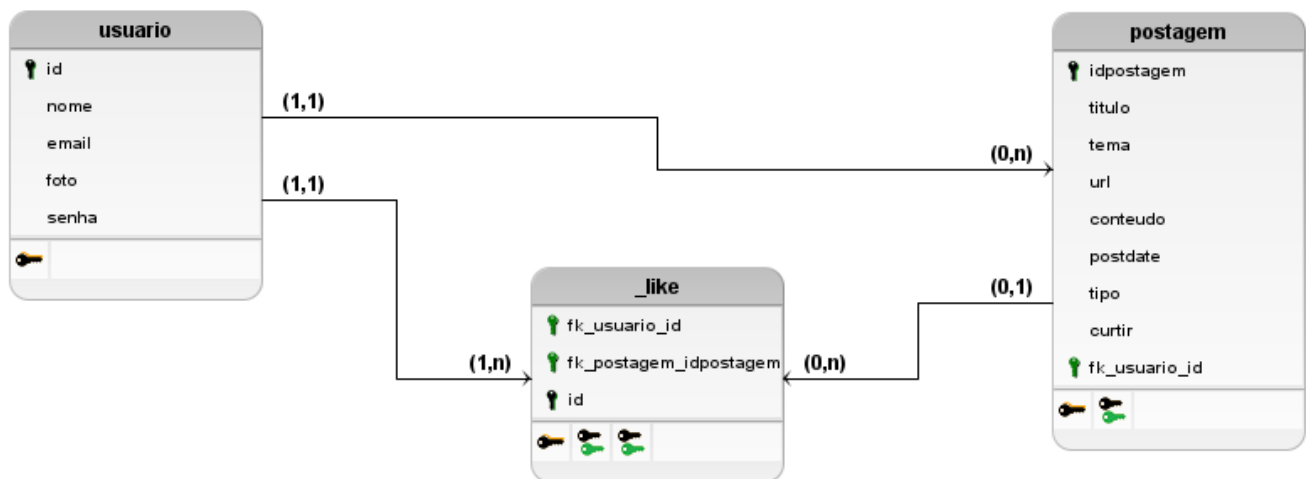 usuario
id
nome
email
foto
senha
(1,1)
(1,1)
(0,n)
postagem
idpostagem
titulo
tema
url
conteudo
postdate
tipo
curtir
fk_usuario_id
_like
fk_usuario_id
fk_postagem_idpostagem
id
(1,n)
(0,n)
(0,1)